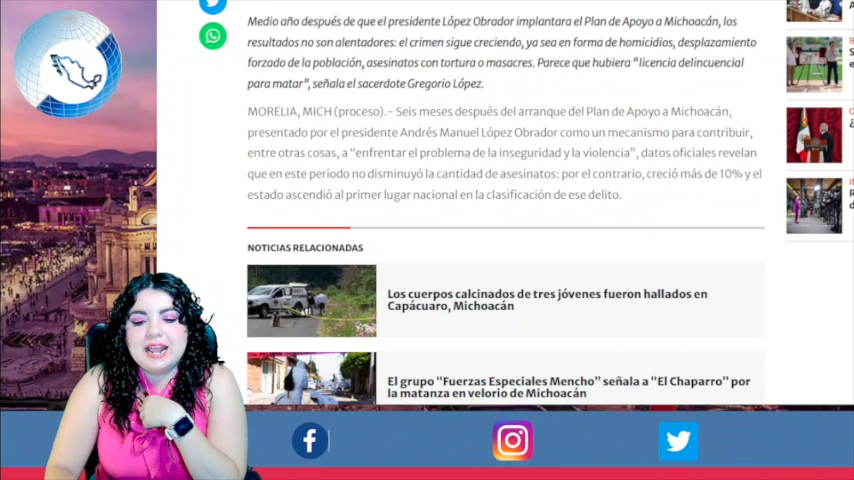 Medio año después de que el presidente López Obrador implantara el Plan de Apoyo a Michoacán, los
resultados no son alentadores: el crimen sigue creciendo, ya sea en forma de homicidios, desplazamiento
forzado de la población, asesinatos con tortura o masacres. Parece que hubiera “licencia delincuencial
para matar”, señala el sacerdote Gregorio López.
MORELIA, MICH (proceso).- Seis meses después del arranque del Plan de Apoyo a Michoacán,
presentado por el presidente Andrés Manuel López Obrador como un mecanismo para contribuir,
entre otras cosas, a “enfrentar el problema de la inseguridad y la violencia”, datos oficiales revelan
que en este periodo no disminuyó la cantidad de asesinatos: por el contrario, creció más de 10% y el
estado ascendió al primer lugar nacional en la clasificación de ese delito.
NOTICIAS RELACIONADAS
Los cuerpos calcinados de tres jóvenes fueron hallados en
Capácuaro, Michoacán
El grupo “Fuerzas Especiales Mencho” señala a “El Chaparro” por
la matanza en velorio de Michoacán